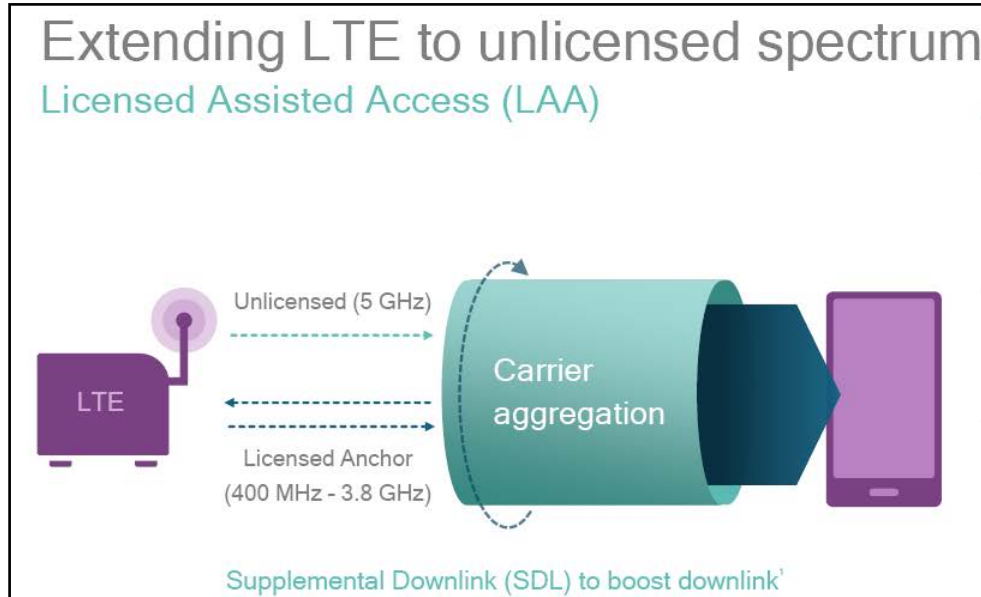 Extending LTE to unlicensed spectrum
Licensed Assisted Access (LAA)
Unlicensed (5 GHz)
LTE
Carrier
aggregation
Licensed Anchor
(400 MHz - 3.8 GHz)
Supplemental Downlink (SDL) to boost downlink¹